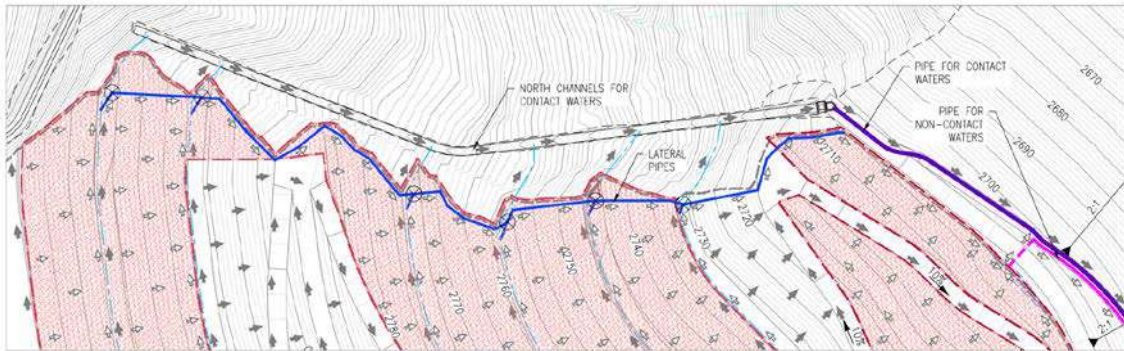 PIPE FOR CONTACT
WATERS
2670
PIPE FOR
NON-CONTACT
WATERS
2680
NORTH CHANNELS FOR
CONTACT WATERS
2690
LATERAL
PIPES
2710
2700
2720
2:1
2730
2740
2750
2760
2770
2780
10%
10%
2:1